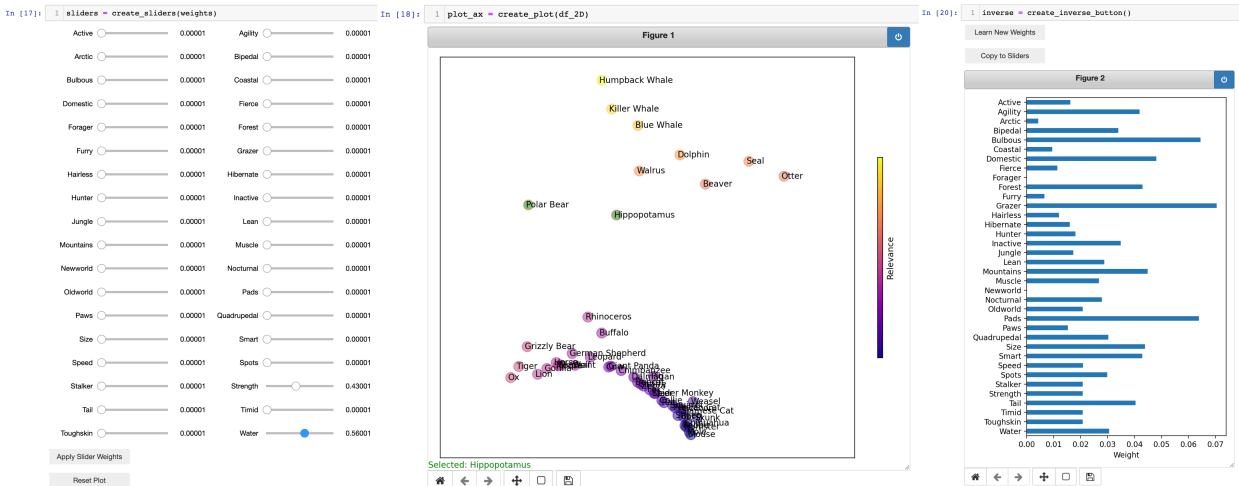 In [17]: 1 sliders = create_sliders(weights)
Active 0.00001 Agility 0.00001
Arctic 0.00001 Bipedal 0.00001
Bulbous 0.00001 Coastal 0.00001
Domestic 0.00001 Fierce 0.00001
Forager 0.00001 Forest 0.00001
Furry 0.00001 Grazer 0.00001
Hairless 0.00001 Hibernate 0.00001
Hunter 0.00001 Inactive 0.00001
Jungle 0.00001 Lean 0.00001
Mountains 0.00001 Muscle 0.00001
Newworld 0.00001 Nocturnal 0.00001
Oldworld 0.00001 Pads 0.00001
Paws 0.00001 Quadrupedal 0.00001
Size 0.00001 Smart 0.00001
Speed 0.00001 Spots 0.00001
Stalker 0.00001 Strength 0.43001
Tail 0.00001 Timid 0.00001
Toughskin 0.00001 Water 0.56001
Apply Slider Weights
Reset Plot
In [18]: 1 plot_ax = create_plot(df_2D)
Figure 1
Humpback Whale
Killer Whale
Blue Whale
Dolphin
Seal
Walrus
Otter
Beaver
Polar Bear
Hippopotamus
Rhinoceros
Buffalo
Grizzly Bear
German Shepherd
Leopard
Tiger
Giant Panda
Chimpanzee
Lion
Ox
Weasel
Mouse
Relevance
Selected: Hippopotamus
In [20]: 1 inverse = create_inverse_button()
Learn New Weights
Copy to Sliders
Figure 2
Active
Agility
Arctic
Bipedal
Bulbous
Coastal
Domestic
Fierce
Forager
Forest
Furry
Grazer
Hairless
Hibernate
Hunter
Inactive
Jungle
Lean
Mountains
Muscle
Newworld
Nocturnal
Oldworld
Pads
Paws
Quadrupedal
Size
Smart
Speed
Spots
Stalker
Strength
Tail
Timid
Toughskin
Water
0.00 0.01 0.02 0.03 0.04 0.05 0.06 0.07
Weight